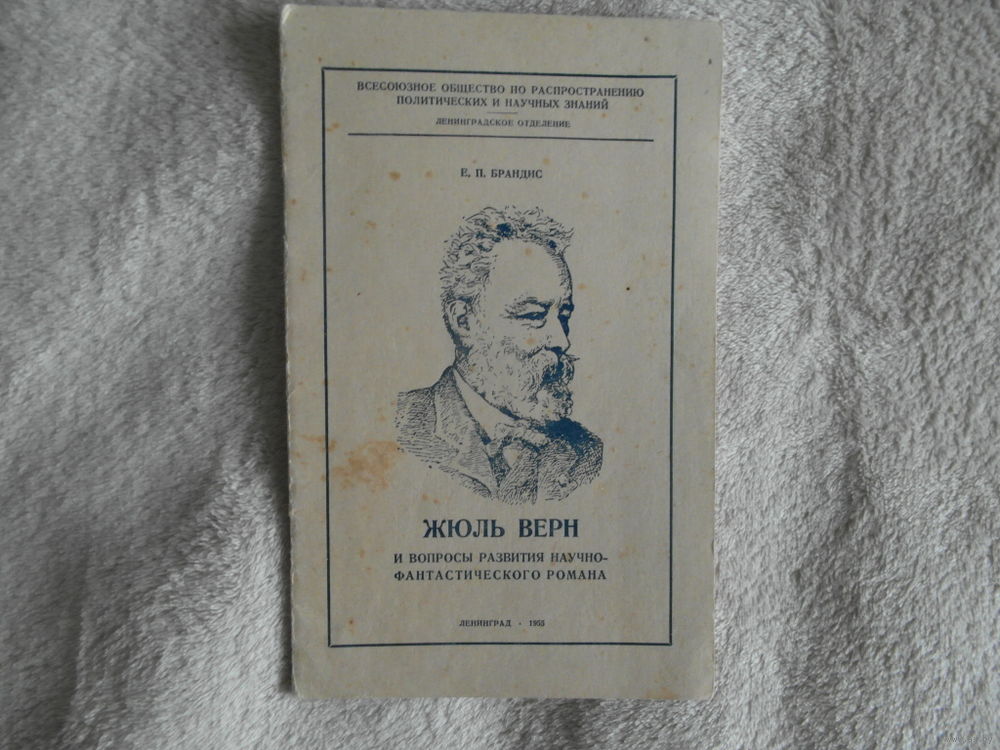 ВСЕСОЮЗНОЕ ОБЩЕСТВО ПО РАСПРОСТРАНЕНИЮ
ПОЛИТИЧЕСКИХ И НАУЧНЫХ ЗНАНИЙ
ЛЕНИНГРАДСКОЕ ОТДЕЛЕНИЕ
Е. П. БРАНДИС
ЖЮЛЬ ВЕРН
И ВОПРОСЫ РАЗВИТИЯ НАУЧНО-
ФАНТАСТИЧЕСКОГО РОМАНА
ЛЕНИНГРАД • 1955